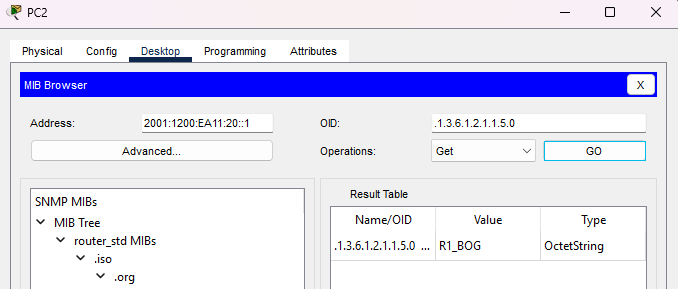 PC2
Physical Config Desktop Programming Attributes
MIB Browser X
Address: 2001:1200:EA11:20::1 OID: .1.3.6.1.2.1.1.5.0
Advanced... Operations: Get GO
SNMP MIBs
MIB Tree
router_std MIBs
.iso
.org
Result Table
Name/OID Value Type
.1.3.6.1.2.1.1.5.0 ... R1_BOG OctetString